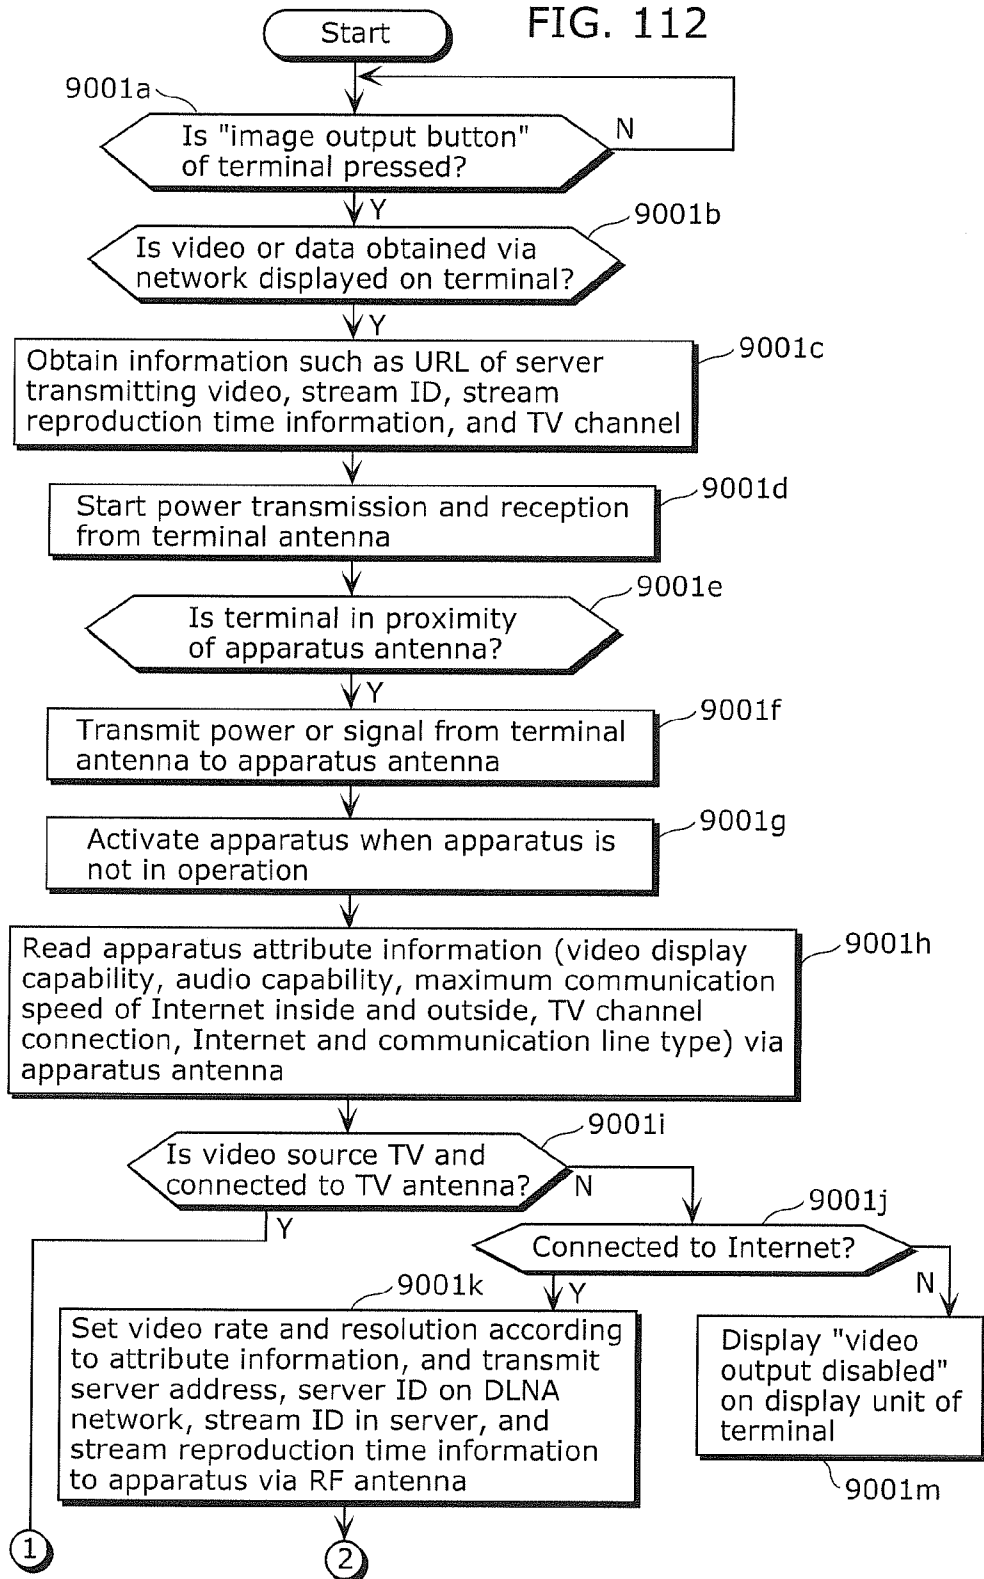 FIG. 112
Start
9001a
Is "image output button"
of terminal pressed?
N
Y
9001b
Is video or data obtained via
network displayed on terminal?
Y
9001c
Obtain information such as URL of server
transmitting video, stream ID, stream
reproduction time information, and TV channel
9001d
Start power transmission and reception
from terminal antenna
9001e
Is terminal in proximity
of apparatus antenna?
Y
9001f
Transmit power or signal from terminal
antenna to apparatus antenna
9001g
Activate apparatus when apparatus is
not in operation
9001h
Read apparatus attribute information (video display
capability, audio capability, maximum communication
speed of Internet inside and outside, TV channel
connection, Internet and communication line type) via
apparatus antenna
9001i
Is video source TV and
connected to TV antenna?
N
Y
9001j
Connected to Internet?
N
Y
9001k
Set video rate and resolution according
to attribute information, and transmit
server address, server ID on DLNA
network, stream ID in server, and
stream reproduction time information
to apparatus via RF antenna
Display "video
output disabled"
on display unit of
terminal
9001m
1
2